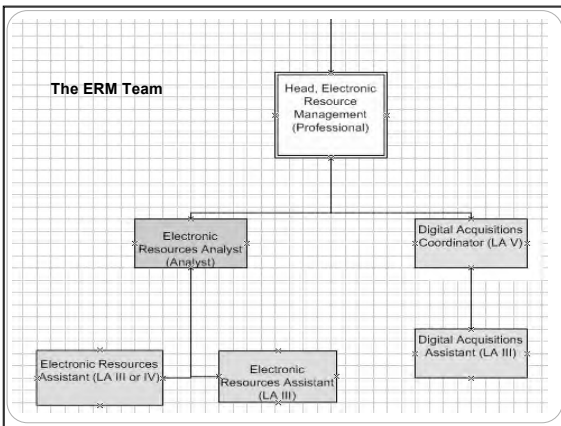 The ERM Team
Head, Electronic
Resource
Management
(Professional)
Electronic
Resources Analyst
(Analyst)
Digital Acquisitions
Coordinator (LA V)
Electronic Resources
Assistant (LA III or IV)
Electronic
Resources Assistant
(LA III)
Digital Acquisitions
Assistant (LA III)